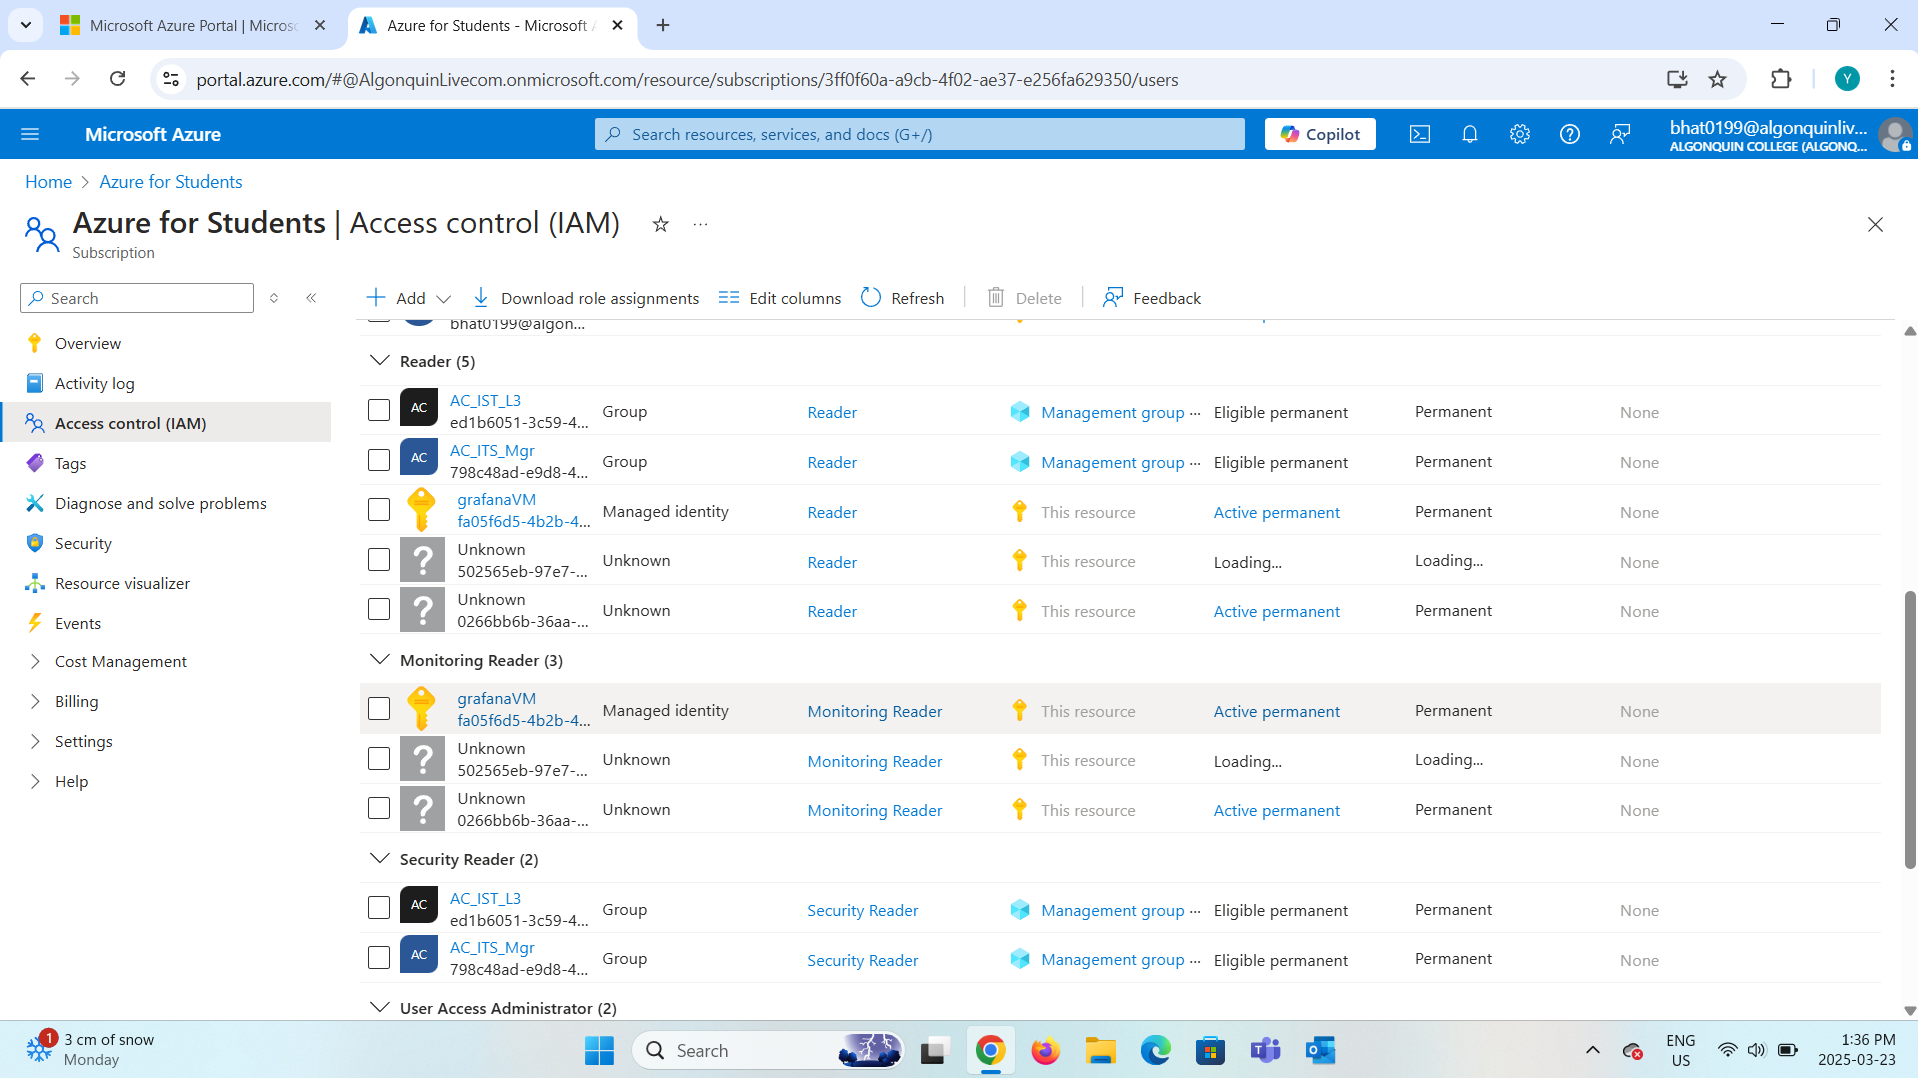 Microsoft Azure Portal | Microso
Azure for Students - Microsoft A
portal.azure.com/#@AlgonquinLivecom.onmicrosoft.com/resource/subscriptions/3ff0f60a-a9cb-4f02-ae37-e256fa629350/users
Y
Microsoft Azure
Search resources, services, and docs (G+/)
Copilot
bhat0199@algonquinliv...
ALGONQUIN COLLEGE (ALGONQ...
Home > Azure for Students
Azure for Students | Access control (IAM)
Subscription
Search
Overview
Activity log
Access control (IAM)
Tags
Diagnose and solve problems
Security
Resource visualizer
Events
Cost Management
Billing
Settings
Help
Add
Download role assignments
Edit columns
Refresh
Delete
Feedback
bhat0199@algon...
Reader (5)
AC AC_IST_L3
ed1b6051-3c59-4... Group Reader Management group ... Eligible permanent Permanent None
AC AC_ITS_Mgr
798c48ad-e9d8-4... Group Reader Management group ... Eligible permanent Permanent None
grafanaVM
fa05f6d5-4b2b-4... Managed identity Reader This resource Active permanent Permanent None
? Unknown
502565eb-97e7-... Unknown Reader This resource Loading... Loading... None
? Unknown
0266bb6b-36aa-... Unknown Reader This resource Active permanent Permanent None
Monitoring Reader (3)
grafanaVM
fa05f6d5-4b2b-4... Managed identity Monitoring Reader This resource Active permanent Permanent None
? Unknown
502565eb-97e7-... Unknown Monitoring Reader This resource Loading... Loading... None
? Unknown
0266bb6b-36aa-... Unknown Monitoring Reader This resource Active permanent Permanent None
Security Reader (2)
AC AC_IST_L3
ed1b6051-3c59-4... Group Security Reader Management group ... Eligible permanent Permanent None
AC AC_ITS_Mgr
798c48ad-e9d8-4... Group Security Reader Management group ... Eligible permanent Permanent None
User Access Administrator (2)
1
3 cm of snow
Monday
Search
ENG
US
1:36 PM
2025-03-23